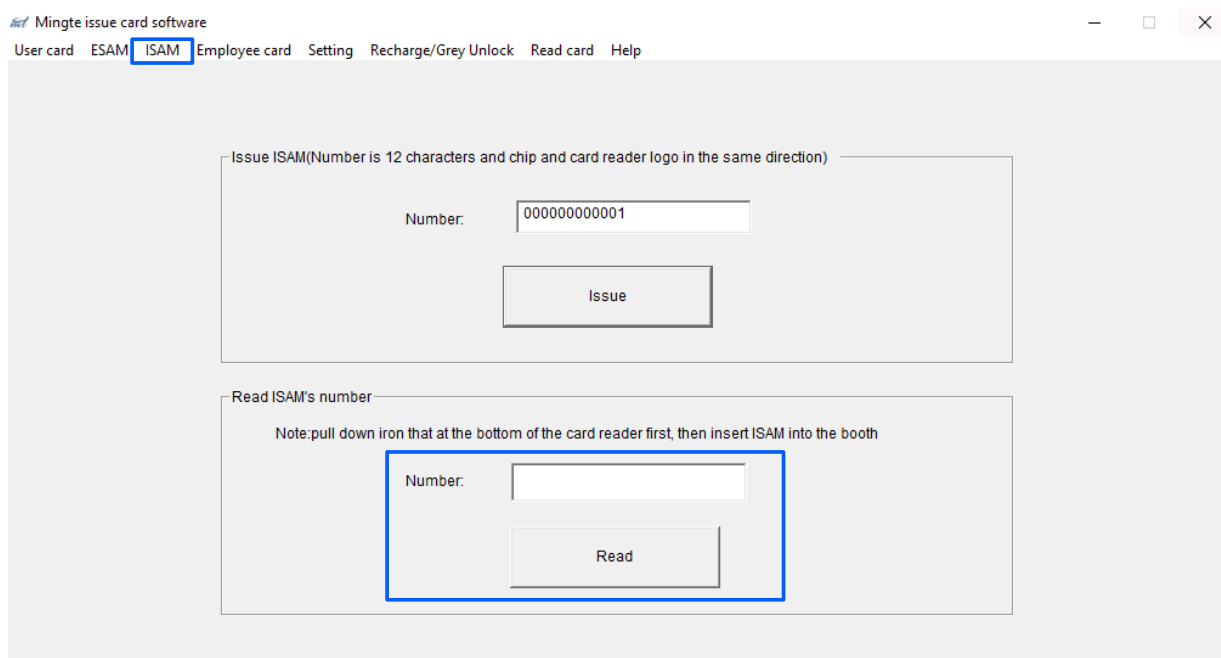 Mingte issue card software
User card ESAM ISAM Employee card Setting Recharge/Grey Unlock Read card Help
Issue ISAM(Number is 12 characters and chip and card reader logo in the same direction)
Number: 000000000001
Issue
Read ISAM's number
Note:pull down iron that at the bottom of the card reader first, then insert ISAM into the booth
Number:
Read